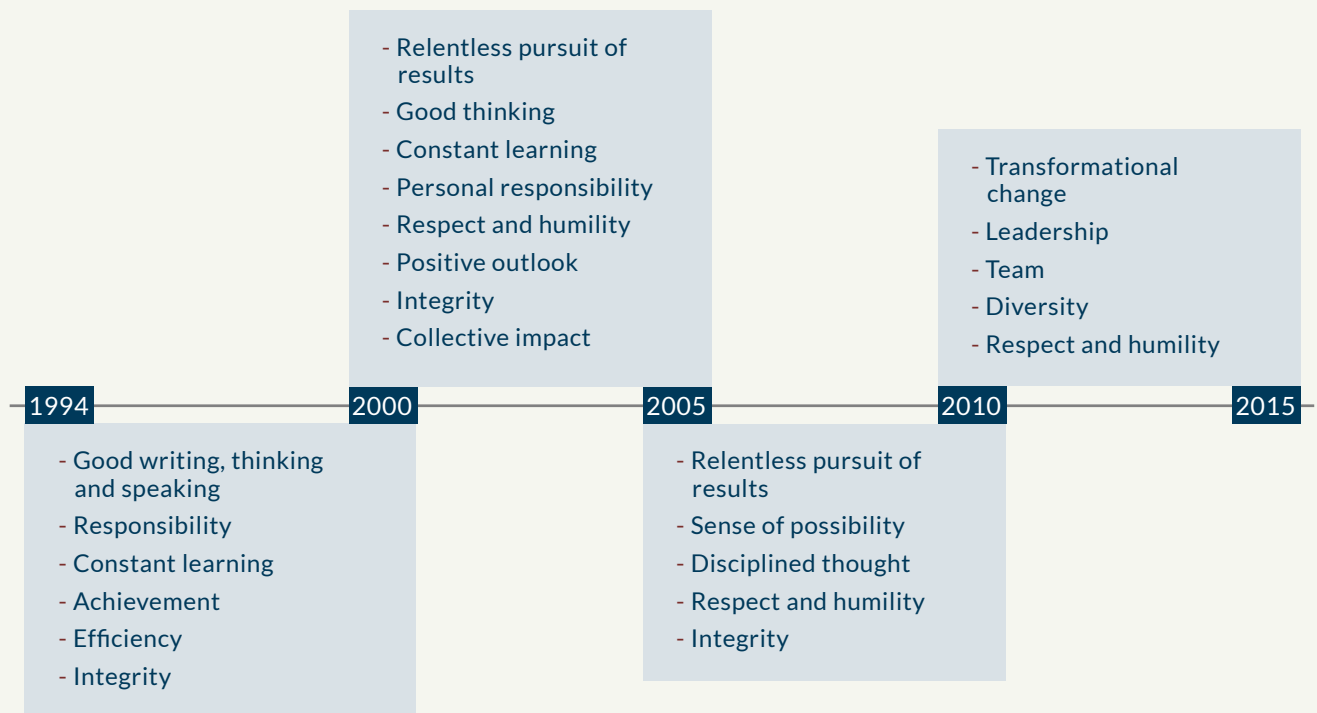 - Relentless pursuit of
results
- Good thinking
- Constant learning
- Personal responsibility
- Respect and humility
- Positive outlook
- Integrity
- Collective impact
- Transformational
change
- Leadership
- Team
- Diversity
- Respect and humility
1994
2000
2005
2010
2015
- Good writing, thinking
and speaking
- Responsibility
- Constant learning
- Achievement
- Efficiency
- Integrity
- Relentless pursuit of
results
- Sense of possibility
- Disciplined thought
- Respect and humility
- Integrity